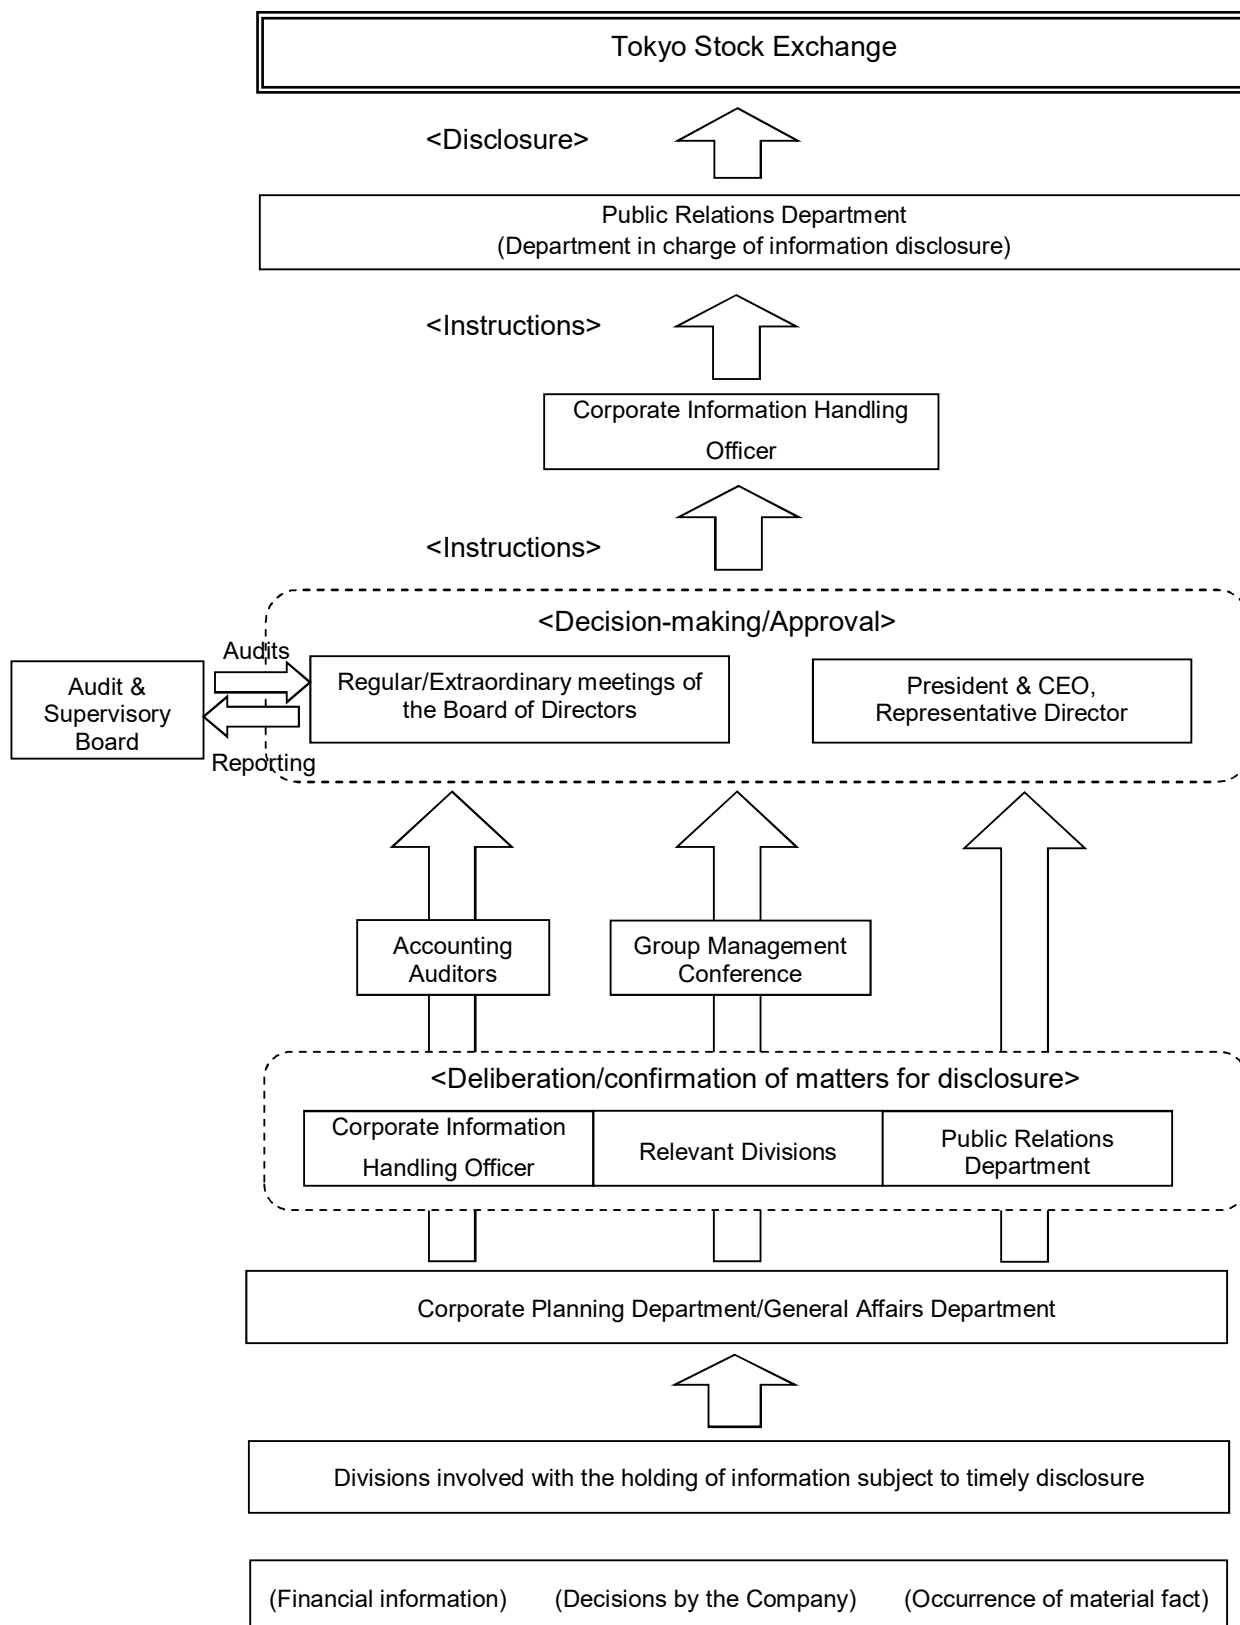 Tokyo Stock Exchange
<Disclosure>
Public Relations Department
(Department in charge of information disclosure)
<Instructions>
Corporate Information Handling
Officer
<Instructions>
<Decision-making/Approval>
Audits
Audit &
Supervisory
Board
Reporting
Regular/Extraordinary meetings of
the Board of Directors
President & CEO,
Representative Director
Accounting
Auditors
Group Management
Conference
<Deliberation/confirmation of matters for disclosure>
Corporate Information
Handling Officer
Relevant Divisions
Public Relations
Department
Corporate Planning Department/General Affairs Department
Divisions involved with the holding of information subject to timely disclosure
(Financial information) (Decisions by the Company) (Occurrence of material fact)